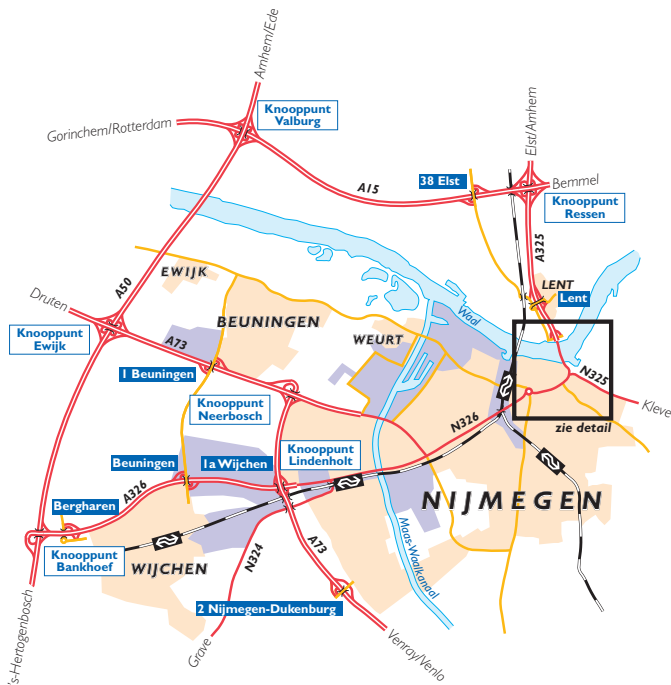 Arnhem/Ede
Knooppunt
Valburg
Gorinchem/Rotterdam
Elst/Arnhem
38 Elst
A15
Bemmel
Knooppunt
Ressen
A325
A50
EWIJK
LENT
Lent
Druten
BEUNINGEN
Waal
Knooppunt
Ewijk
A73
WEURT
1 Beuningen
N325
Kleve
Knooppunt
Neerbosch
N326
zie detail
Beuningen
1a Wijchen
Knooppunt
Lindenholt
Bergharen
A326
NIJMEGEN
Knooppunt
Bankhoef
WIJCHEN
N324
A73
Maas-Waalkanaal
2 Nijmegen-Dukenburg
's-Hertogenbosch
Grave
Venray/Venlo